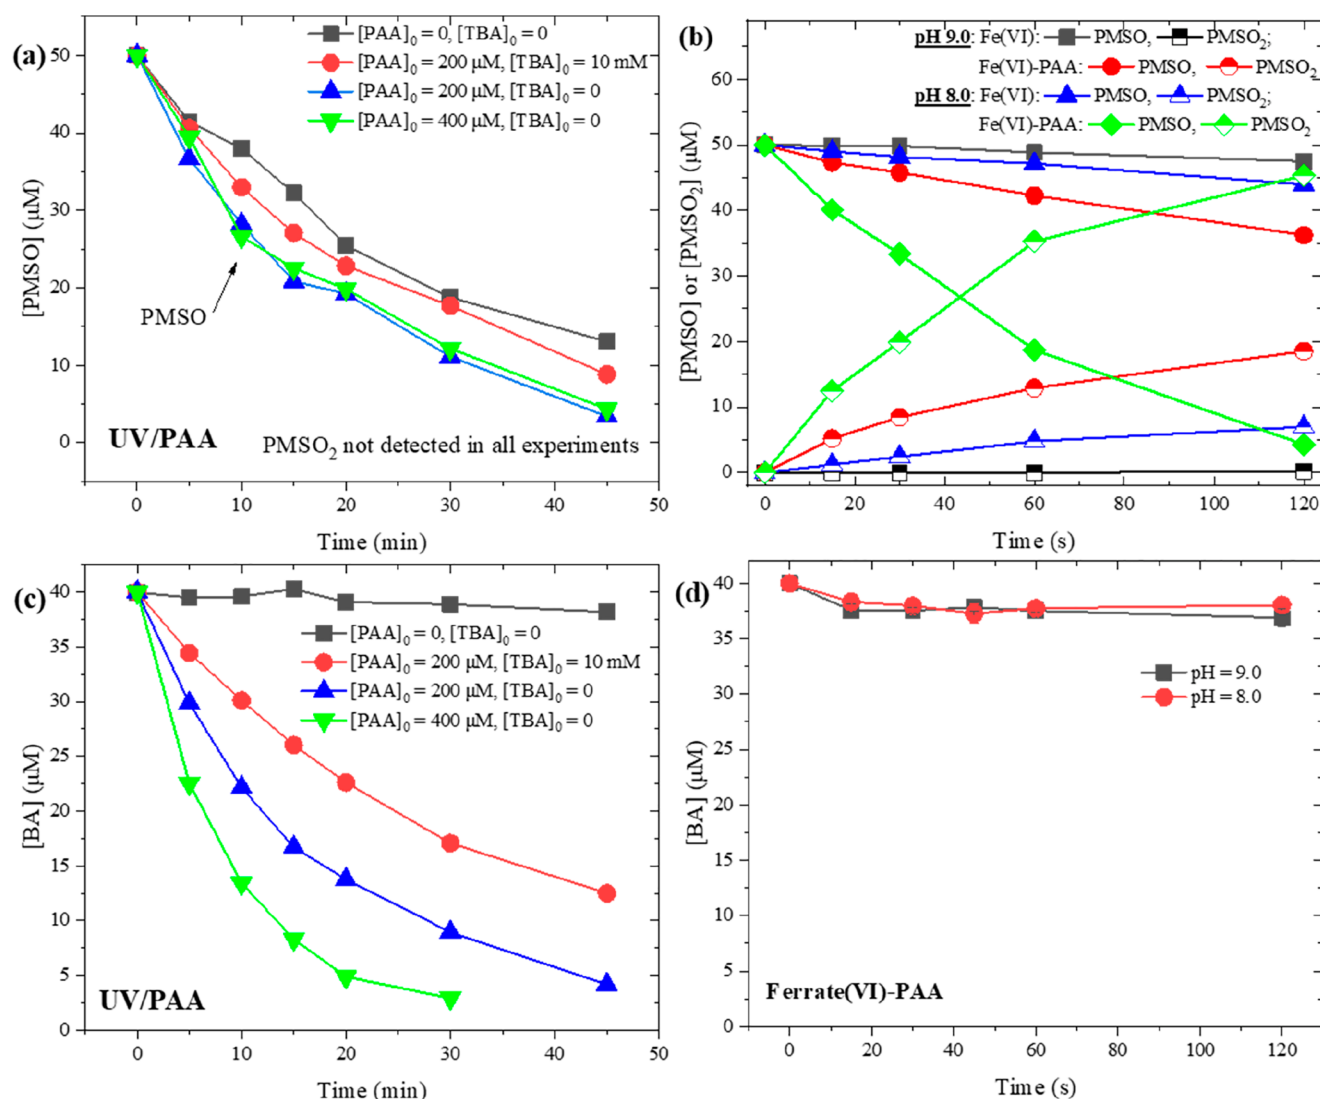 (a)
[PAA]₀ = 0, [TBA]₀ = 0
[PAA]₀ = 200 μM, [TBA]₀ = 10 mM
[PAA]₀ = 200 μM, [TBA]₀ = 0
[PAA]₀ = 400 μM, [TBA]₀ = 0
50
40
30
20
10
0
[PMSO] (μM)
PMSO
UV/PAA
PMSO₂ not detected in all experiments
0 10 20 30 40 50
Time (min)
(b)
pH 9.0: Fe(VI): PMSO, PMSO₂;
Fe(VI)-PAA: PMSO, PMSO₂
pH 8.0: Fe(VI): PMSO, PMSO₂;
Fe(VI)-PAA: PMSO, PMSO₂
60
50
40
30
20
10
0
[PMSO] or [PMSO₂] (μM)
0 20 40 60 80 100 120
Time (s)
(c)
[PAA]₀ = 0, [TBA]₀ = 0
[PAA]₀ = 200 μM, [TBA]₀ = 10 mM
[PAA]₀ = 200 μM, [TBA]₀ = 0
[PAA]₀ = 400 μM, [TBA]₀ = 0
40
35
30
25
20
15
10
5
0
[BA] (μM)
UV/PAA
0 10 20 30 40 50
Time (min)
(d)
pH = 9.0
pH = 8.0
40
35
30
25
20
15
10
5
0
[BA] (μM)
Ferrate(VI)-PAA
0 20 40 60 80 100 120
Time (s)